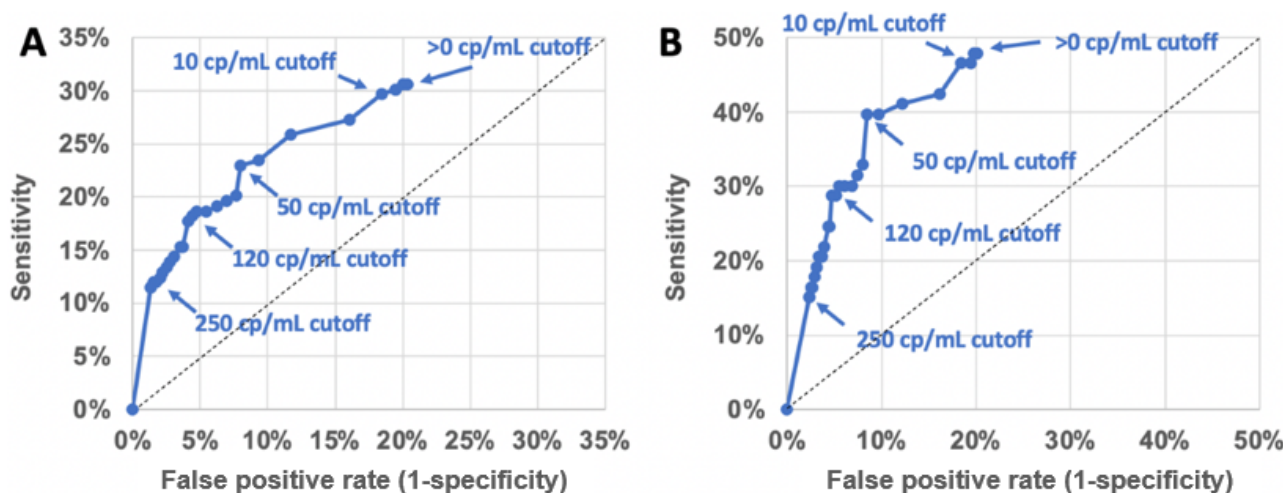 A
35%
30%
25%
20%
15%
10%
5%
0%
Sensitivity
10 cp/mL cutoff
>0 cp/mL cutoff
50 cp/mL cutoff
120 cp/mL cutoff
250 cp/mL cutoff
0% 5% 10% 15% 20% 25% 30% 35%
False positive rate (1-specificity)
B
50%
40%
30%
20%
10%
0%
Sensitivity
10 cp/mL cutoff
>0 cp/mL cutoff
50 cp/mL cutoff
120 cp/mL cutoff
250 cp/mL cutoff
0% 10% 20% 30% 40% 50%
False positive rate (1-specificity)